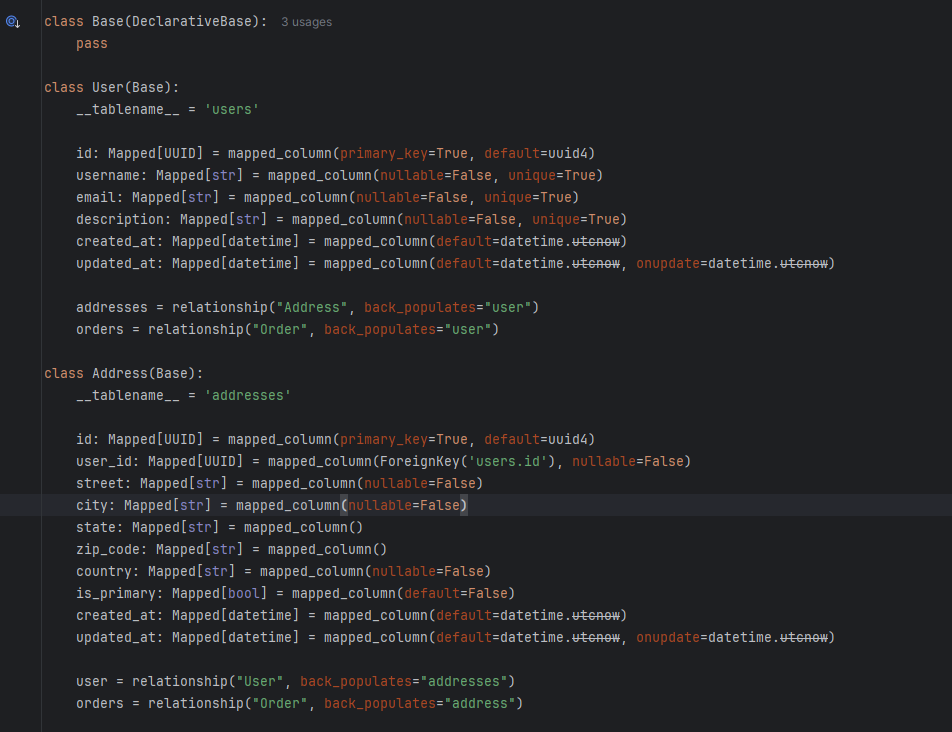 class Base(DeclarativeBase):  3 usages
    pass

class User(Base):
    __tablename__ = 'users'

    id: Mapped[UUID] = mapped_column(primary_key=True, default=uuid4)
    username: Mapped[str] = mapped_column(nullable=False, unique=True)
    email: Mapped[str] = mapped_column(nullable=False, unique=True)
    description: Mapped[str] = mapped_column(nullable=False, unique=True)
    created_at: Mapped[datetime] = mapped_column(default=datetime.utcnow)
    updated_at: Mapped[datetime] = mapped_column(default=datetime.utcnow, onupdate=datetime.utcnow)

    addresses = relationship("Address", back_populates="user")
    orders = relationship("Order", back_populates="user")

class Address(Base):
    __tablename__ = 'addresses'

    id: Mapped[UUID] = mapped_column(primary_key=True, default=uuid4)
    user_id: Mapped[UUID] = mapped_column(ForeignKey('users.id'), nullable=False)
    street: Mapped[str] = mapped_column(nullable=False)
    city: Mapped[str] = mapped_column(nullable=False)
    state: Mapped[str] = mapped_column()
    zip_code: Mapped[str] = mapped_column()
    country: Mapped[str] = mapped_column(nullable=False)
    is_primary: Mapped[bool] = mapped_column(default=False)
    created_at: Mapped[datetime] = mapped_column(default=datetime.utcnow)
    updated_at: Mapped[datetime] = mapped_column(default=datetime.utcnow, onupdate=datetime.utcnow)

    user = relationship("User", back_populates="addresses")
    orders = relationship("Order", back_populates="address")